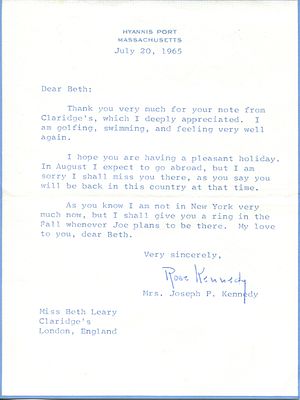 HYANNIS PORT
MASSACHUSETTS
July 20, 1965
Dear Beth:
Thank you very much for your note from
Claridge's, which I deeply appreciated. I
am golfing, swimming, and feeling very well
again.
I hope you are having a pleasant holiday.
In August I expect to go abroad, but I am
sorry I shall miss you there, as you say you
will be back in this country at that time.
As you know I am not in New York very
much now, but I shall give you a ring in the
Fall whenever Joe plans to be there. My love
to you, dear Beth.
Very sincerely,
Rose Kennedy
Mrs. Joseph P. Kennedy
Miss Beth Leary
Claridge's
London, England